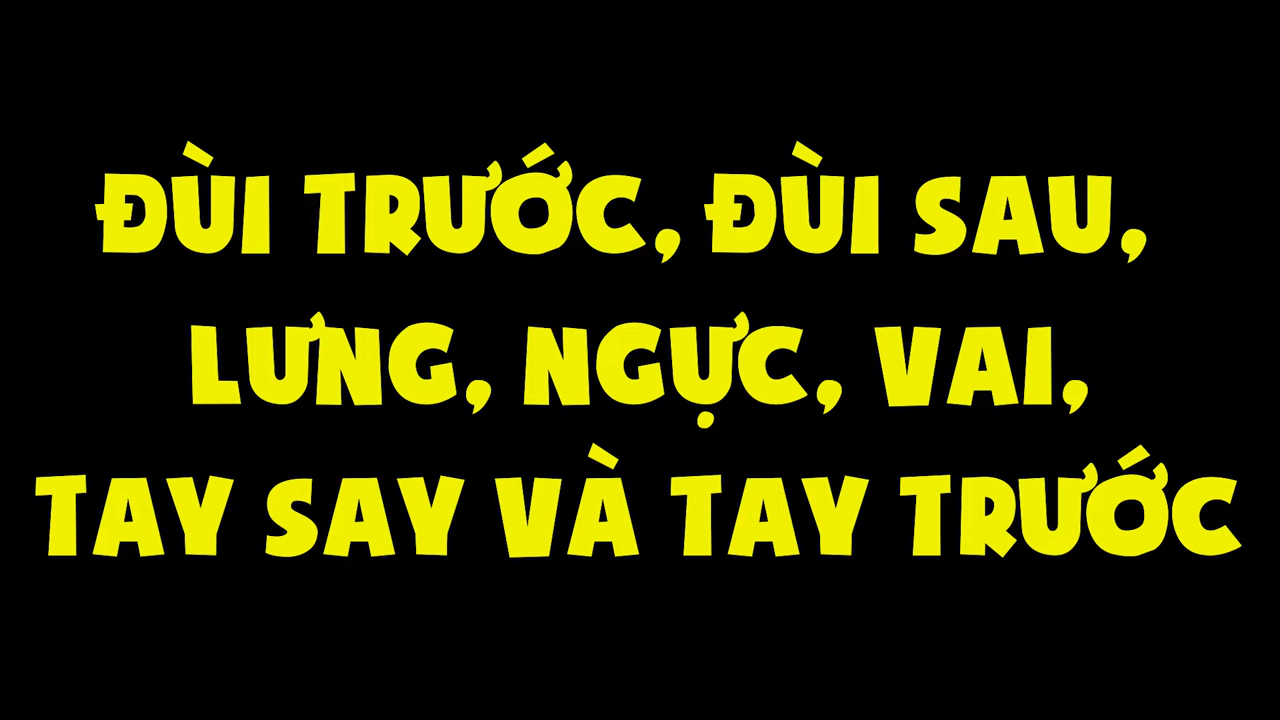 ĐÙI TRƯỚC, ĐÙI SAU,
LƯNG, NGỰC, VAI,
TAY SAY VÀ TAY TRƯỚC